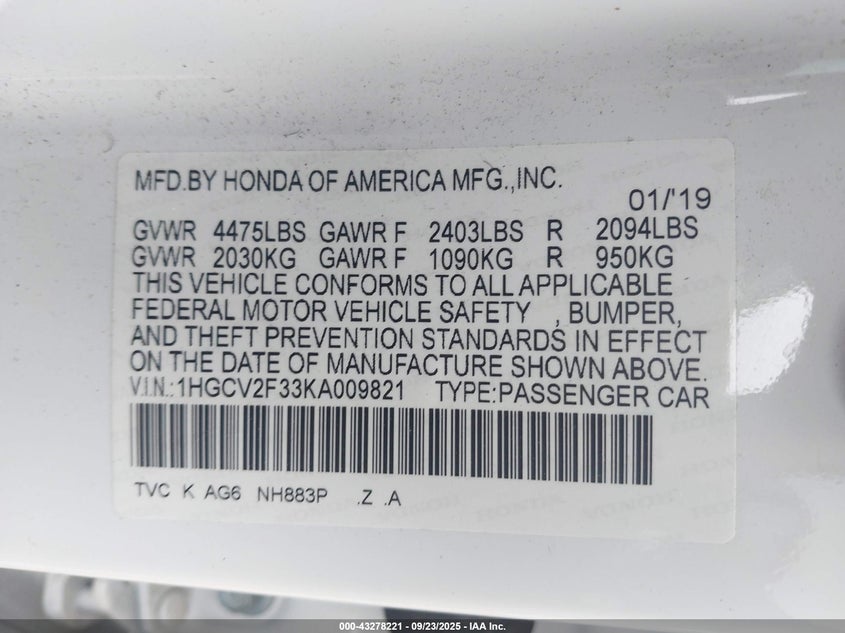 MFD.BY HONDA OF AMERICA MFG.,INC.
01/'19
GVWR 4475LBS GAWR F 2403LBS R 2094LBS
GVWR 2030KG GAWR F 1090KG R 950KG
THIS VEHICLE CONFORMS TO ALL APPLICABLE
FEDERAL MOTOR VEHICLE SAFETY , BUMPER,
AND THEFT PREVENTION STANDARDS IN EFFECT
ON THE DATE OF MANUFACTURE SHOWN ABOVE.
V.I.N.:1HGCV2F33KA009821 TYPE:PASSENGER CAR
TVC K AG6 NH883P .Z .A
HONDA HONDA
000-43278221 - 09/23/2025 - IAA Inc.